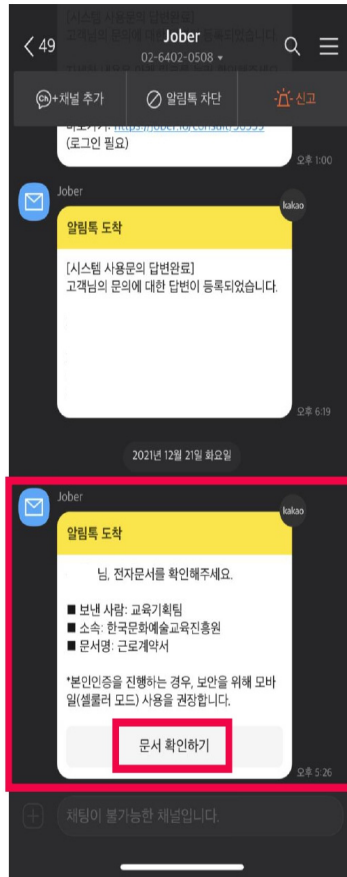 < 49
Jober
02-6402-0508
ch+채널 추가
알림톡 차단
신고
(로그인 필요)
오후 1:00
Jober
kakao
알림톡 도착
[시스템 사용문의 답변완료]
고객님의 문의에 대한 답변이 등록되었습니다.
오후 6:19
2021년 12월 21일 화요일
Jober
kakao
알림톡 도착
님, 전자문서를 확인해주세요.
■ 보낸 사람: 교육기획팀
■ 소속: 한국문화예술교육진흥원
■ 문서명: 근로계약서
*본인인증을 진행하는 경우, 보안을 위해 모바
일(셀룰러 모드) 사용을 권장합니다.
문서 확인하기
오후 5:26
채팅이 불가능한 채널입니다.